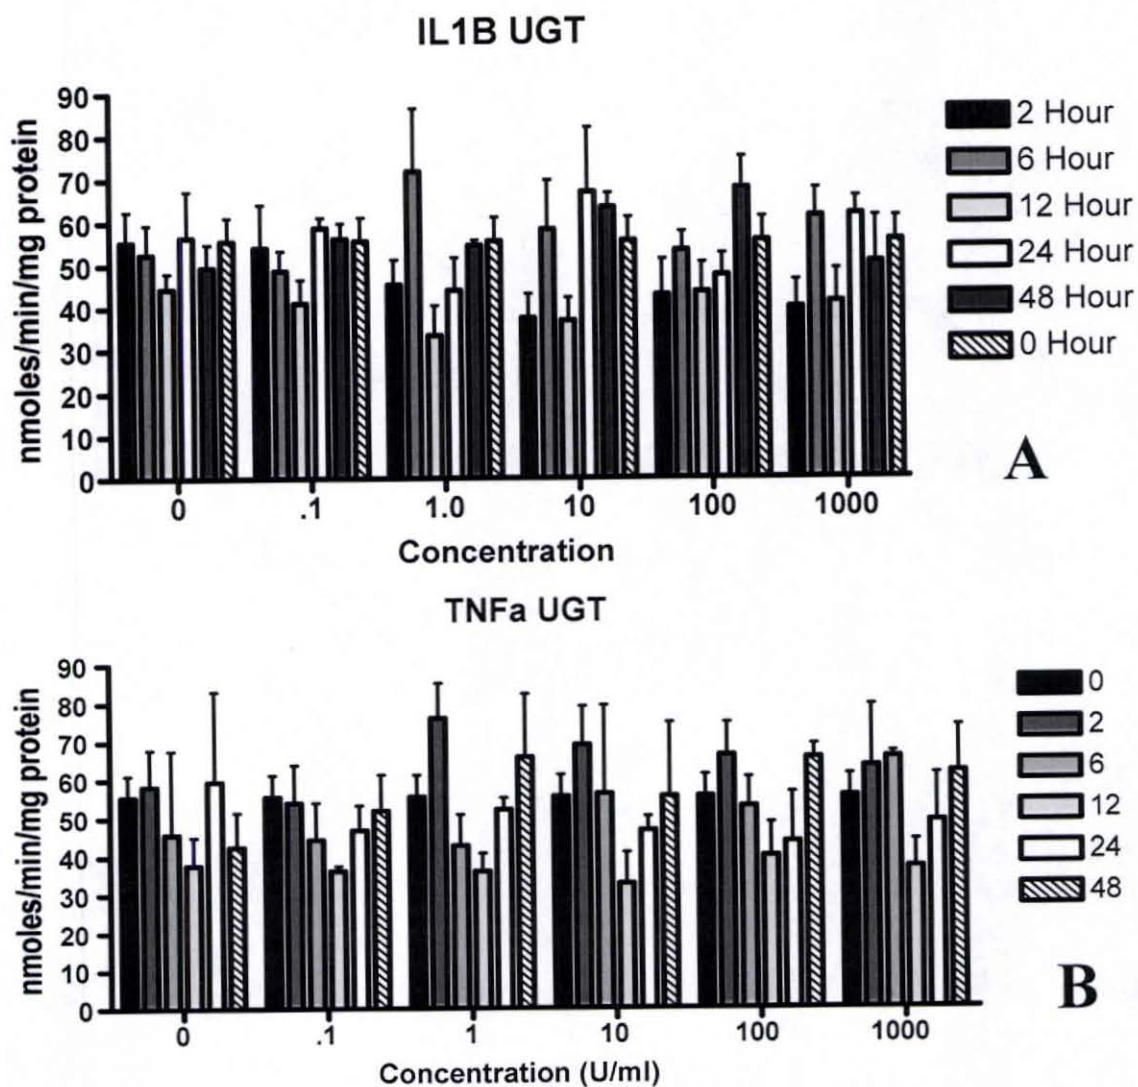 IL1B UGT
nmoles/min/mg protein
90
80
70
60
50
40
30
20
10
0
0 .1 1.0 10 100 1000
Concentration
2 Hour
6 Hour
12 Hour
24 Hour
48 Hour
0 Hour
A
TNFa UGT
nmoles/min/mg protein
90
80
70
60
50
40
30
20
10
0
0 .1 1 10 100 1000
Concentration (U/ml)
0
2
6
12
24
48
B